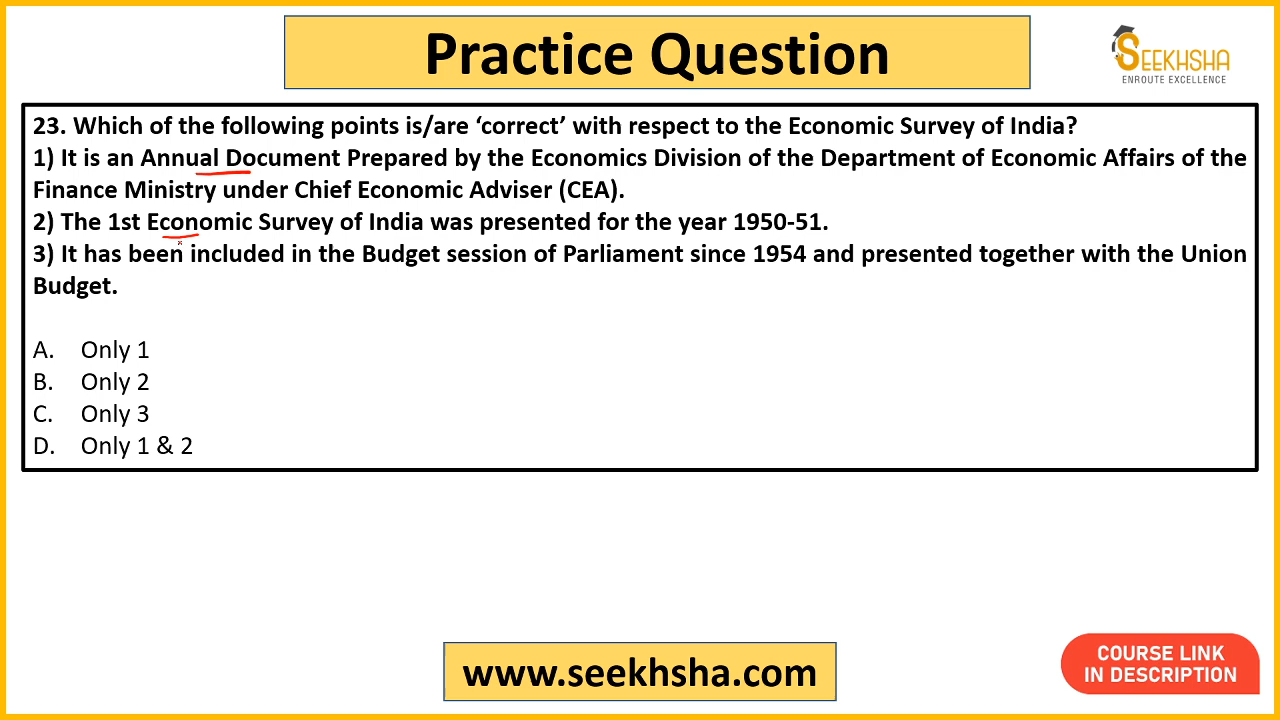 Practice Question
SEEKHSHA
ENROUTE EXCELLENCE
23. Which of the following points is/are ‘correct’ with respect to the Economic Survey of India?
1) It is an Annual Document Prepared by the Economics Division of the Department of Economic Affairs of the
Finance Ministry under Chief Economic Adviser (CEA).
2) The 1st Economic Survey of India was presented for the year 1950-51.
3) It has been included in the Budget session of Parliament since 1954 and presented together with the Union
Budget.
A. Only 1
B. Only 2
C. Only 3
D. Only 1 & 2
www.seekhsha.com
COURSE LINK
IN DESCRIPTION